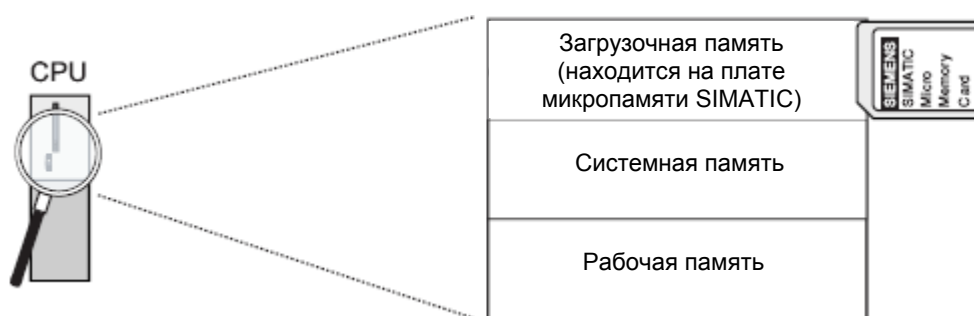 CPU
Загрузочная память
(находится на плате
микропамяти SIMATIC)
SIEMENS
SIMATIC
Micro
Memory
Card
Системная память
Рабочая память